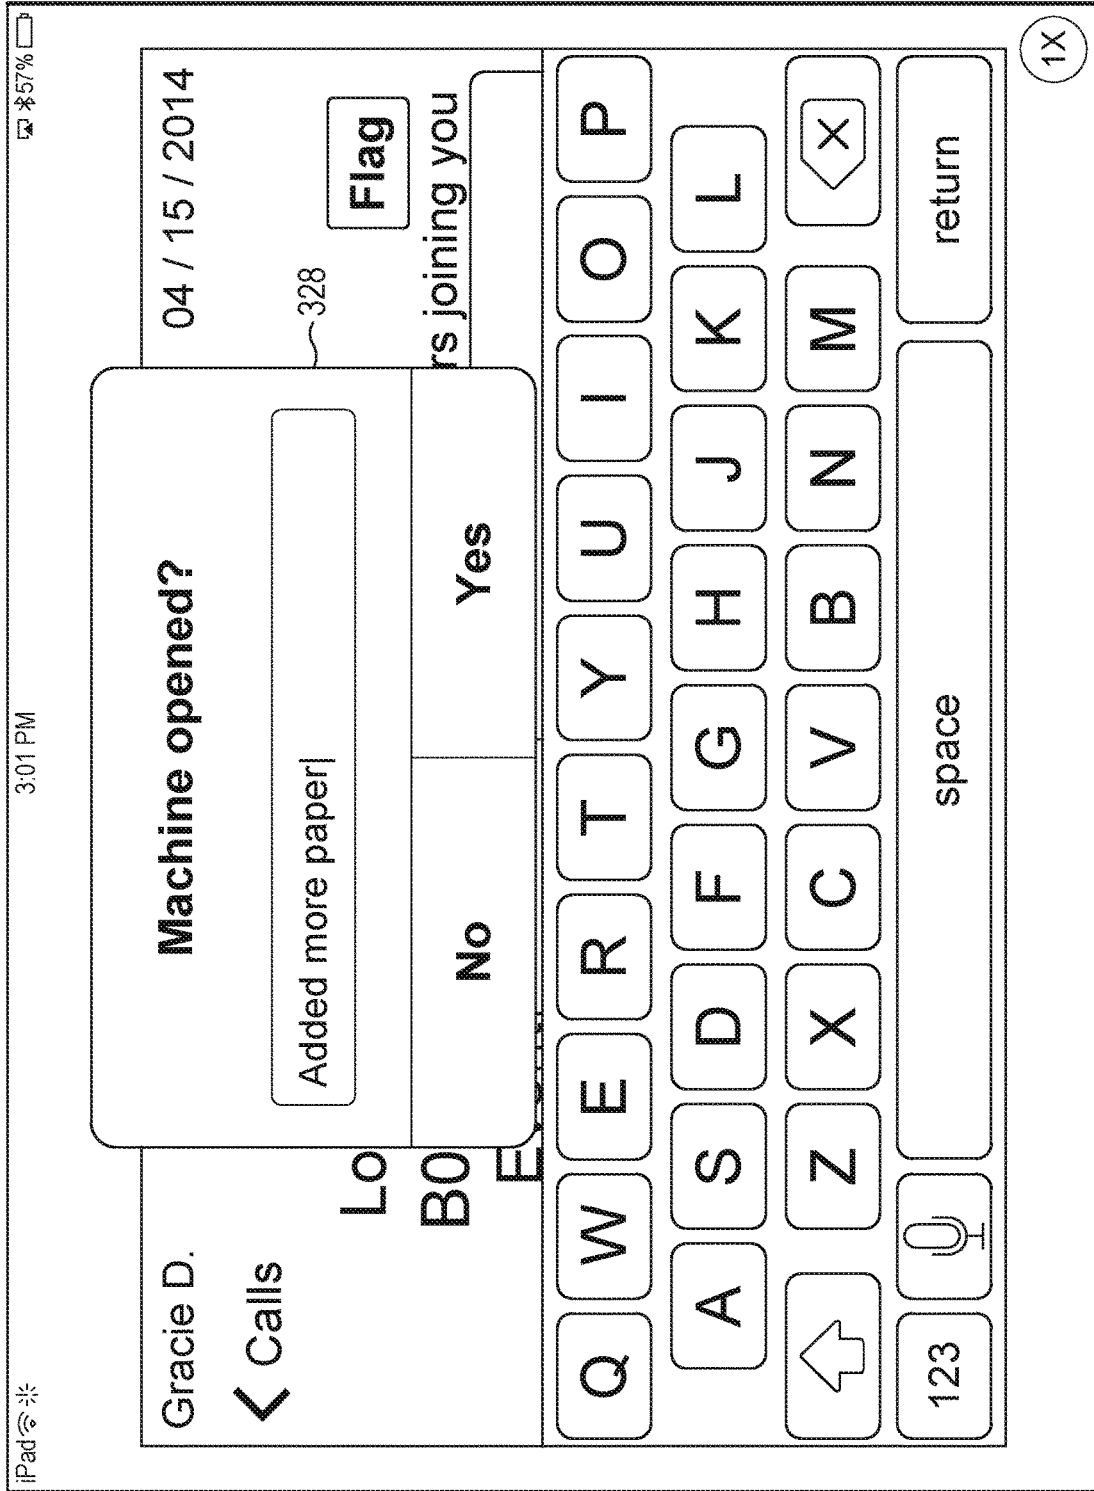 iPad 3:01 PM 57%
Gracie D. 04 / 15 / 2014
Calls
Machine opened?
Added more paper
328
No Yes
Flag
Lo
B0 rs joining you
Q W E R T Y U I O P
A S D F G H J K L
Z X C V B N M X
123 space return
1X